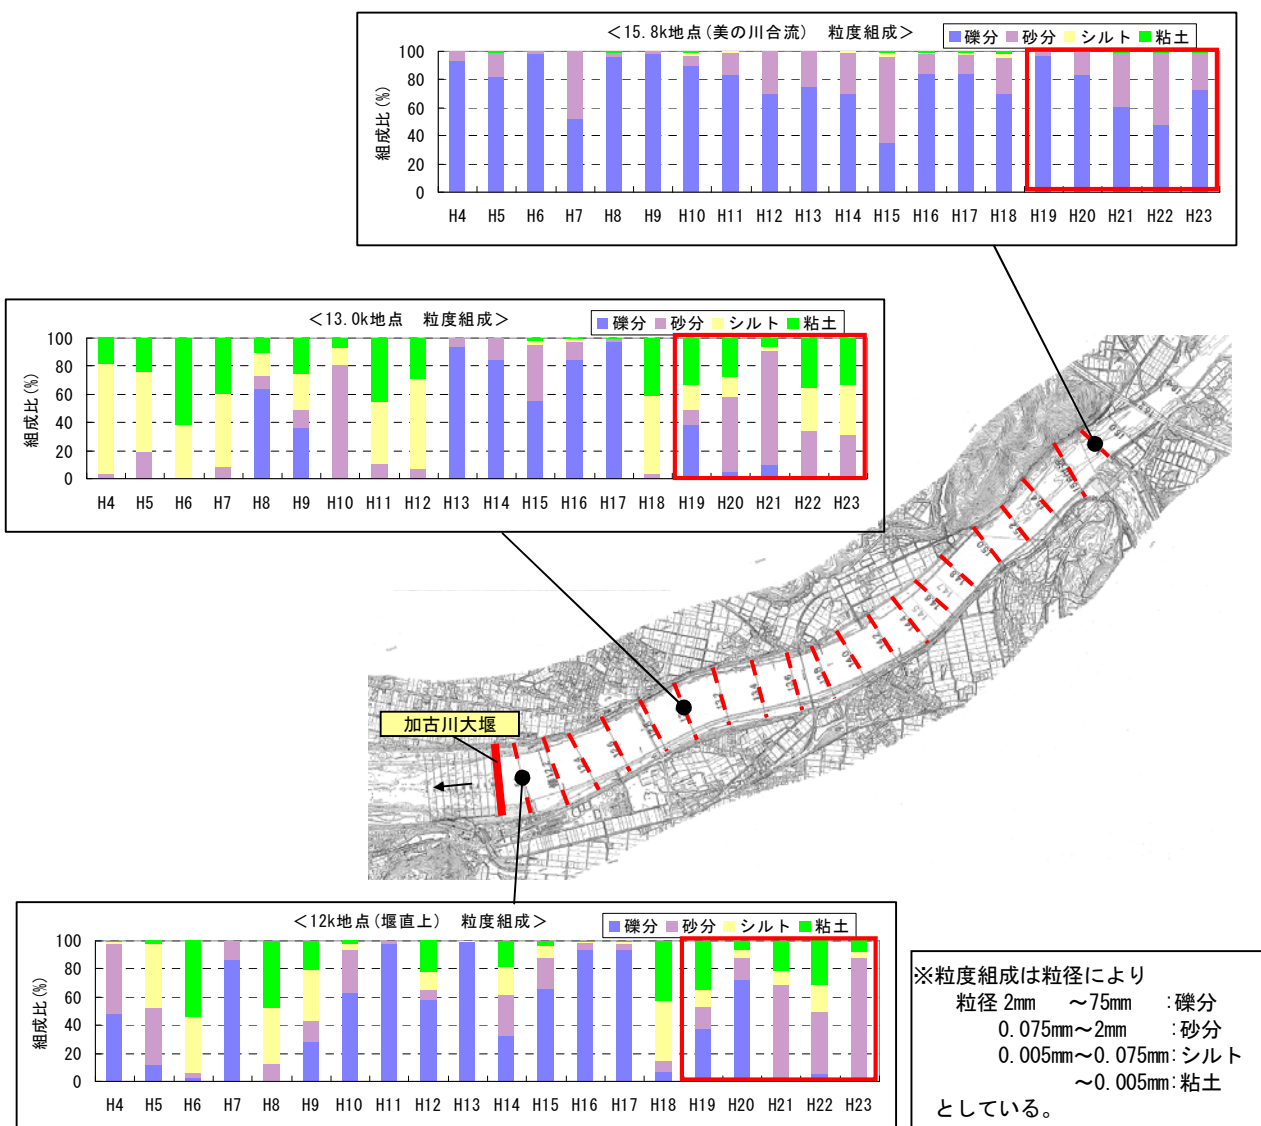 <15.8k地点(美の川合流)　粒度組成>
礫分 砂分 シルト 粘土
組成比(%)
100
80
60
40
20
0
H4 H5 H6 H7 H8 H9 H10 H11 H12 H13 H14 H15 H16 H17 H18 H19 H20 H21 H22 H23
<13.0k地点　粒度組成>
礫分 砂分 シルト 粘土
組成比(%)
100
80
60
40
20
0
H4 H5 H6 H7 H8 H9 H10 H11 H12 H13 H14 H15 H16 H17 H18 H19 H20 H21 H22 H23
加古川大堰
<12k地点(堰直上)　粒度組成>
礫分 砂分 シルト 粘土
組成比(%)
100
80
60
40
20
0
H4 H5 H6 H7 H8 H9 H10 H11 H12 H13 H14 H15 H16 H17 H18 H19 H20 H21 H22 H23
※粒度組成は粒径により
粒径 2mm　～75mm　:礫分
0.075mm～2mm　:砂分
0.005mm～0.075mm:シルト
～0.005mm:粘土
としている。